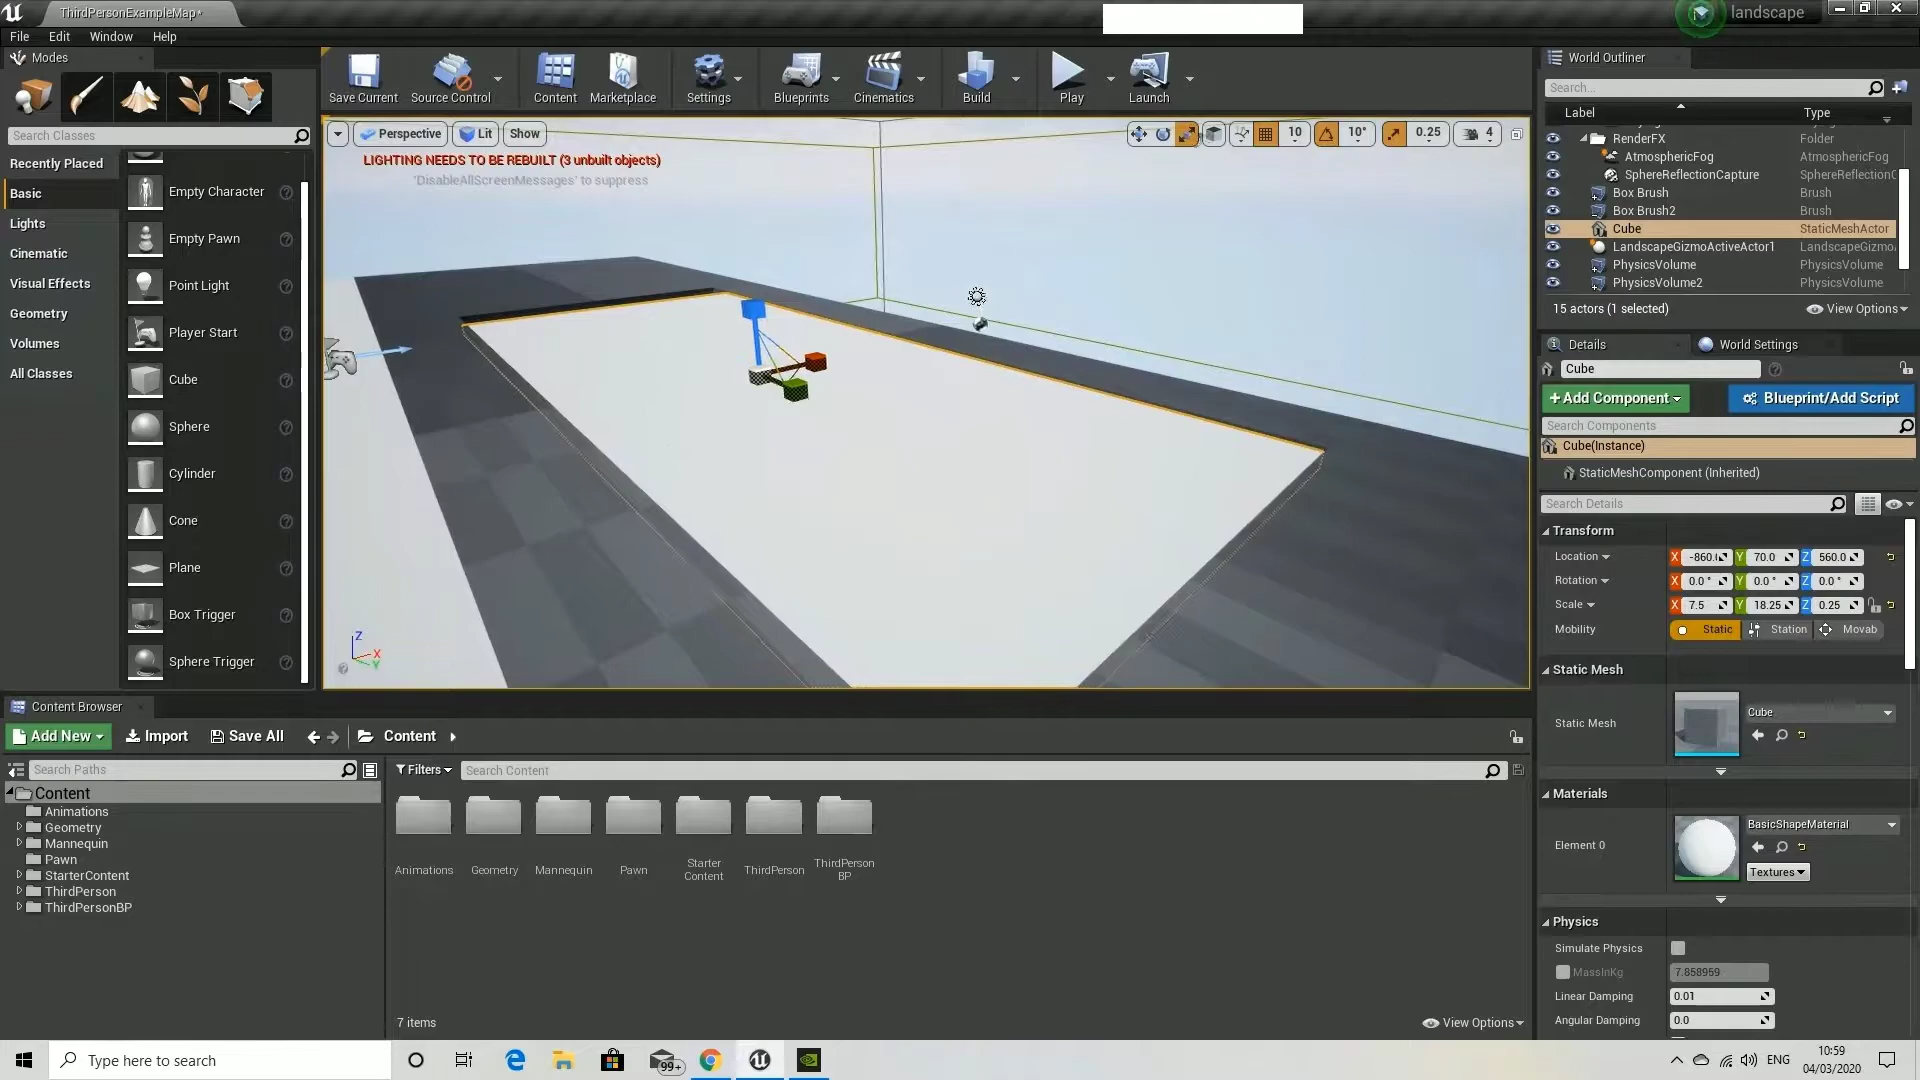 ThirdPersonExampleMap*
landscape
File Edit Window Help
Modes
Save Current
Source Control
Content
Marketplace
Settings
Blueprints
Cinematics
Build
Play
Launch
World Outliner
Search...
Label Type
RenderFX Folder
AtmosphericFog AtmosphericFog
SphereReflectionCapture SphereReflectionC
Box Brush Brush
Box Brush2 Brush
Cube StaticMeshActor
LandscapeGizmoActiveActor1 LandscapeGizmo
PhysicsVolume PhysicsVolume
PhysicsVolume2 PhysicsVolume
15 actors (1 selected) View Options
Search Classes
Recently Placed
Basic
Lights
Cinematic
Visual Effects
Geometry
Volumes
All Classes
Empty Character
Empty Pawn
Point Light
Player Start
Cube
Sphere
Cylinder
Cone
Plane
Box Trigger
Sphere Trigger
Perspective Lit Show
10 10° 0.25 4
LIGHTING NEEDS TO BE REBUILT (3 unbuilt objects)
'DisableAllScreenMessages' to suppress
Z
X
Y
Details World Settings
Cube
+Add Component Blueprint/Add Script
Search Components
Cube(Instance)
StaticMeshComponent (Inherited)
Search Details
Transform
Location X -860.( Y 70.0 Z 560.0
Rotation X 0.0 ° Y 0.0 ° Z 0.0 °
Scale X 7.5 Y 18.25 Z 0.25
Mobility Static Station Movab
Static Mesh
Static Mesh Cube
Materials
Element 0 BasicShapeMaterial
Textures
Physics
Simulate Physics
MassInKg 7.858959
Linear Damping 0.01
Angular Damping 0.0
Content Browser
Add New Import Save All Content
Search Paths
Filters Search Content
Content
Animations
Geometry
Mannequin
Pawn
StarterContent
ThirdPerson
ThirdPersonBP
Animations
Geometry
Mannequin
Pawn
Starter
Content
ThirdPerson
ThirdPerson
BP
7 items View Options
Type here to search
99+
ENG
10:59
04/03/2020